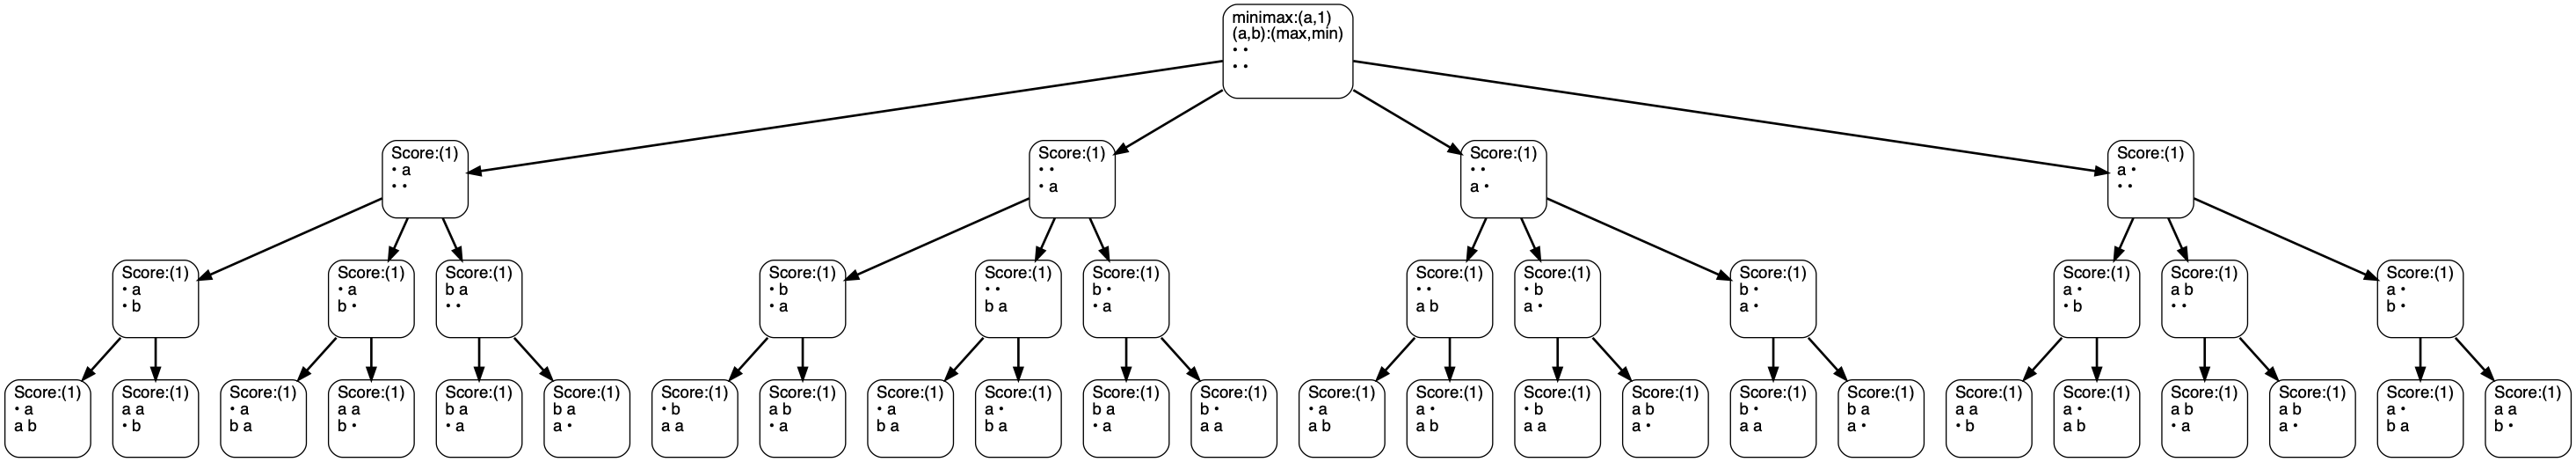 minimax:(a,1)
(a,b):(max,min)
• •
• •
Score:(1)
• a
• •
Score:(1)
• •
• a
Score:(1)
• •
a •
Score:(1)
a •
• •
Score:(1)
• a
• b
Score:(1)
• a
b •
Score:(1)
b a
• •
Score:(1)
• b
• a
Score:(1)
• •
b a
Score:(1)
b •
• a
Score:(1)
• •
a b
Score:(1)
• b
a •
Score:(1)
b •
a •
Score:(1)
a •
• b
Score:(1)
a b
• •
Score:(1)
a •
b •
Score:(1)
• a
a b
Score:(1)
a a
• b
Score:(1)
• a
b a
Score:(1)
a a
b •
Score:(1)
b a
• a
Score:(1)
b a
a •
Score:(1)
• b
a a
Score:(1)
a b
• a
Score:(1)
• a
b a
Score:(1)
a •
b a
Score:(1)
b a
• a
Score:(1)
b •
a a
Score:(1)
• a
a b
Score:(1)
a •
a b
Score:(1)
• b
a a
Score:(1)
a b
a •
Score:(1)
b •
a a
Score:(1)
b a
a •
Score:(1)
a a
• b
Score:(1)
a •
a b
Score:(1)
a b
• a
Score:(1)
a b
a •
Score:(1)
a •
b a
Score:(1)
a a
b •